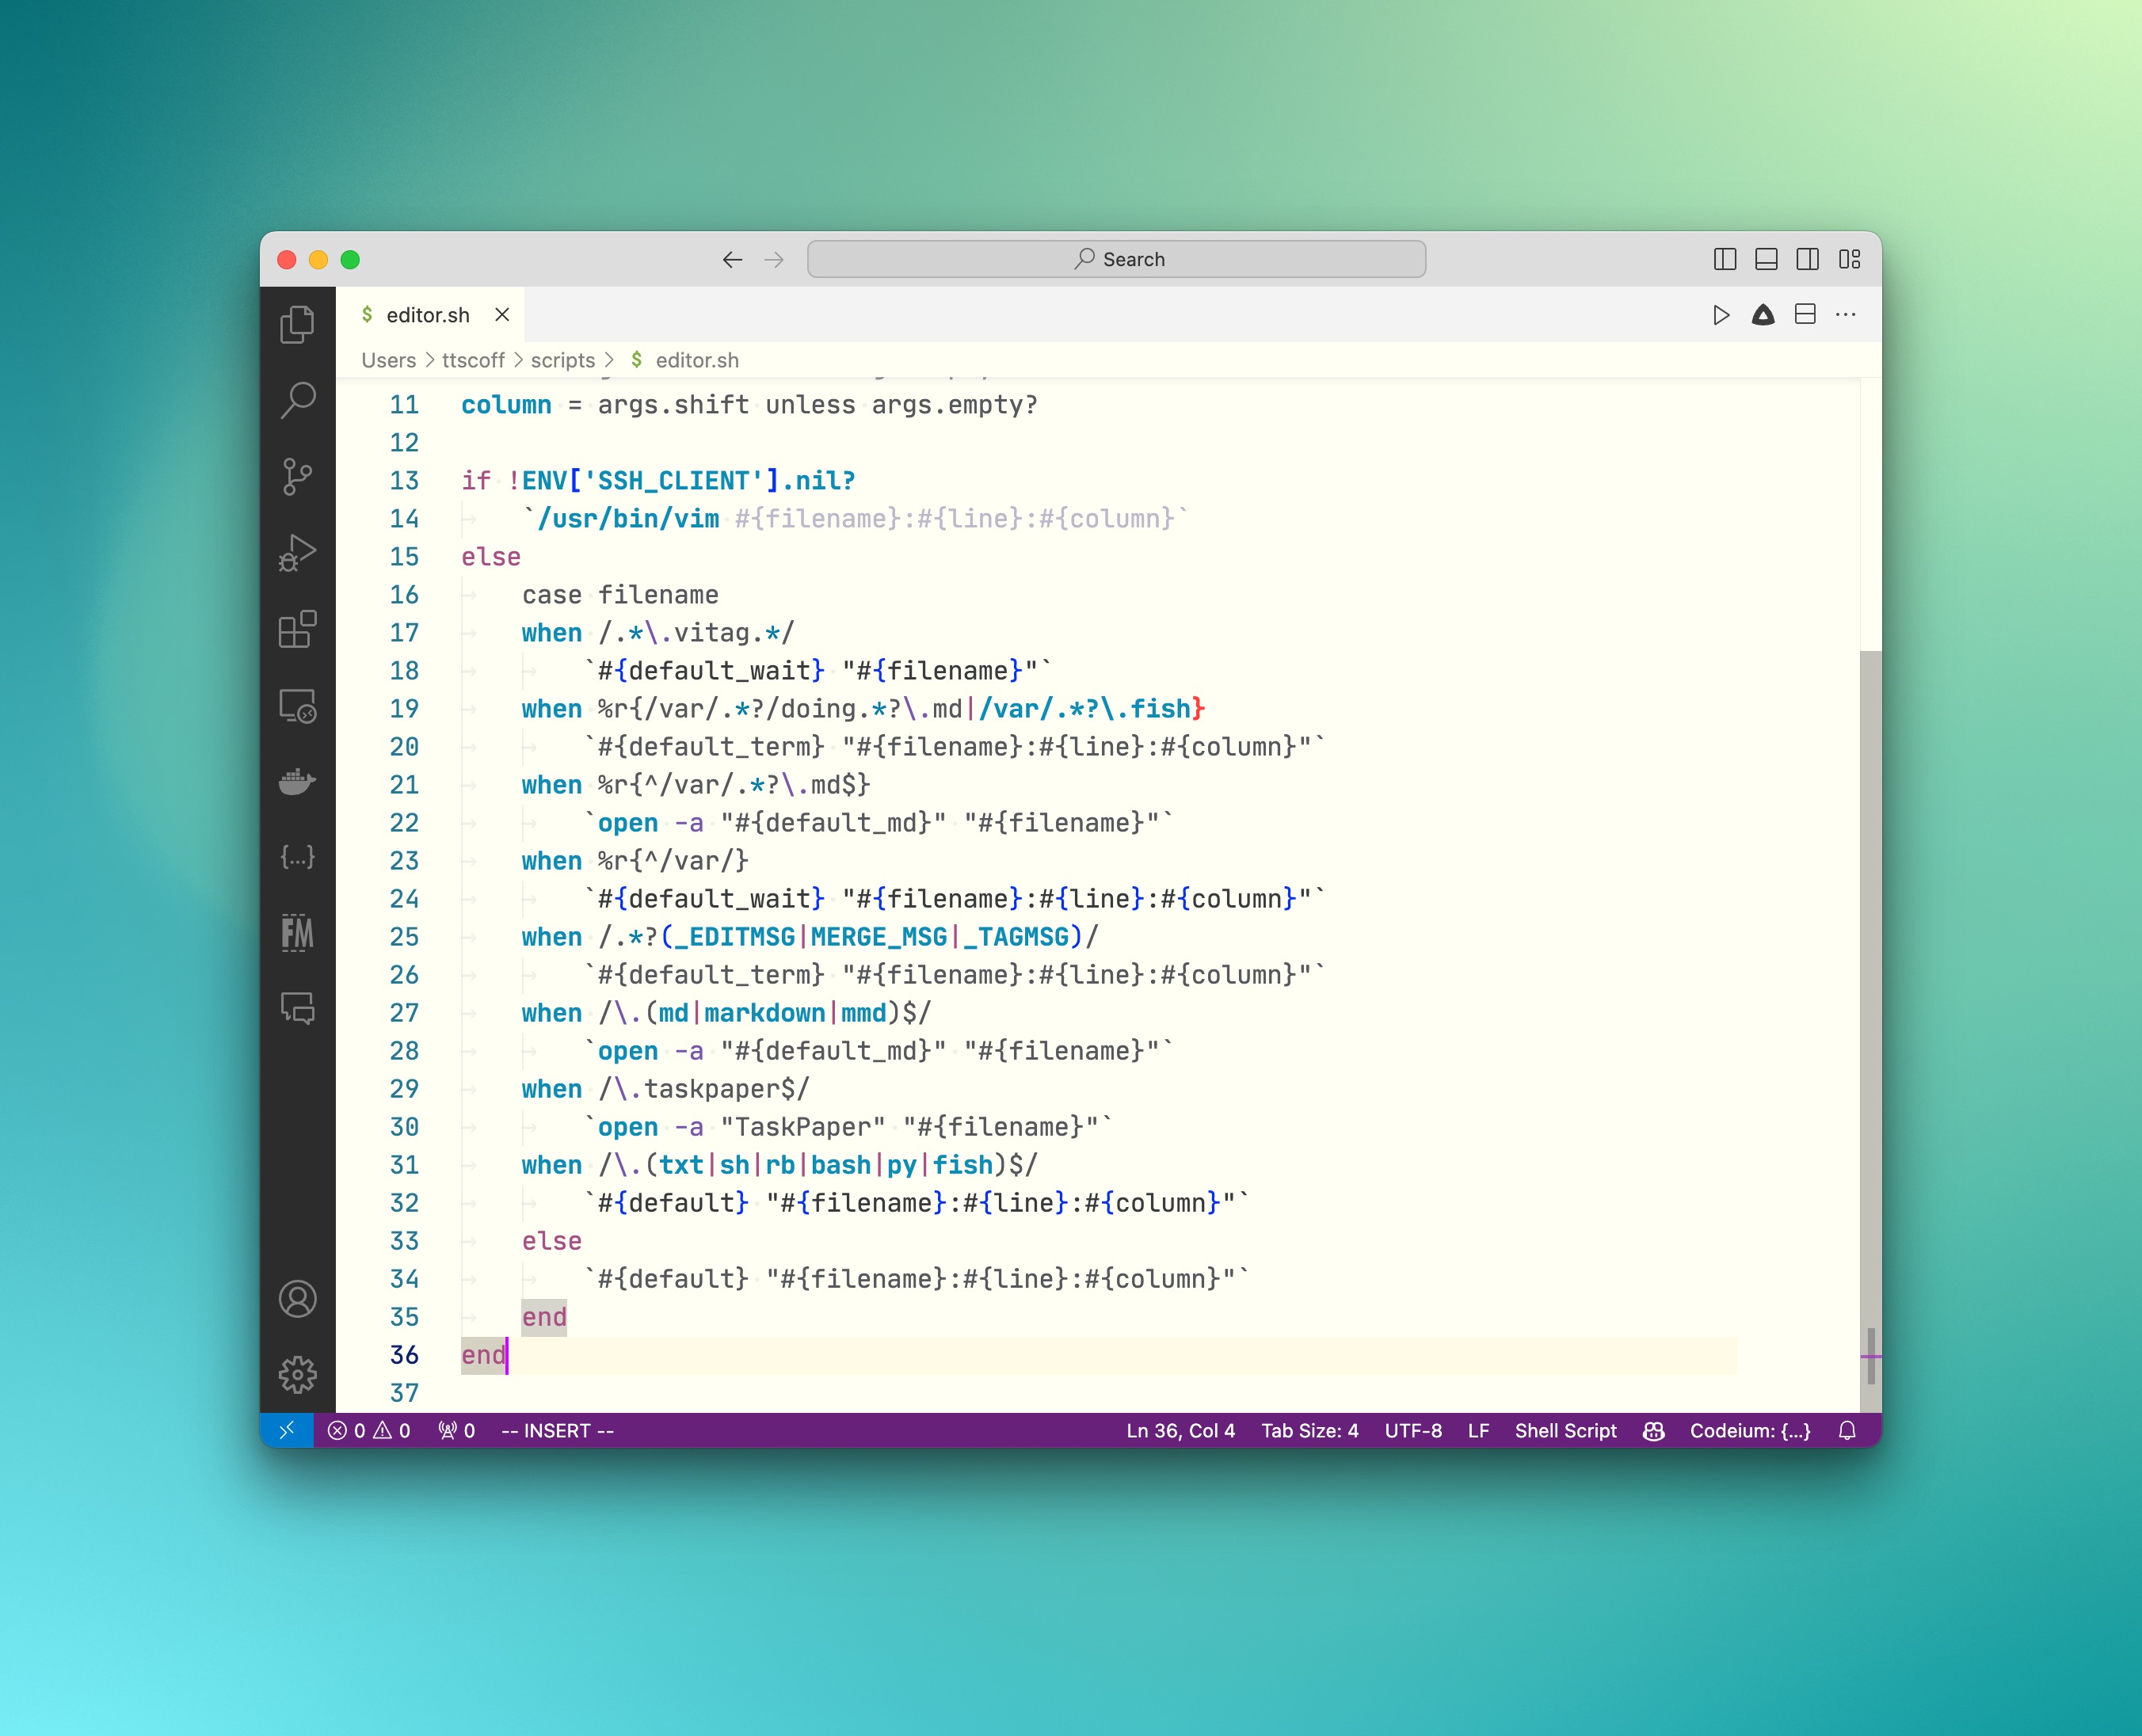 Search
$ editor.sh
Users > ttscoff > scripts > $ editor.sh
11 column = args.shift unless args.empty?
12
13 if !ENV['SSH_CLIENT'].nil?
14 `/usr/bin/vim #{filename}:#{line}:#{column}`
15 else
16 case filename
17 when /.*\.vitag.*/
18 `#{default_wait} "#{filename}"`
19 when %r{/var/.*?/doing.*?\.md|/var/.*?\.fish}
20 `#{default_term} "#{filename}:#{line}:#{column}"`
21 when %r{^/var/.*?\.md$}
22 `open -a "#{default_md}" "#{filename}"`
23 when %r{^/var/}
24 `#{default_wait} "#{filename}:#{line}:#{column}"`
25 when /.*?(_EDITMSG|MERGE_MSG|_TAGMSG)/
26 `#{default_term} "#{filename}:#{line}:#{column}"`
27 when /\.(md|markdown|mmd)$/
28 `open -a "#{default_md}" "#{filename}"`
29 when /\.taskpaper$/
30 `open -a "TaskPaper" "#{filename}"`
31 when /\.(txt|sh|rb|bash|py|fish)$/
32 `#{default} "#{filename}:#{line}:#{column}"`
33 else
34 `#{default} "#{filename}:#{line}:#{column}"`
35 end
36 end
37
{...}
FM
0 0 0 -- INSERT -- Ln 36, Col 4 Tab Size: 4 UTF-8 LF Shell Script Codeium: {...}